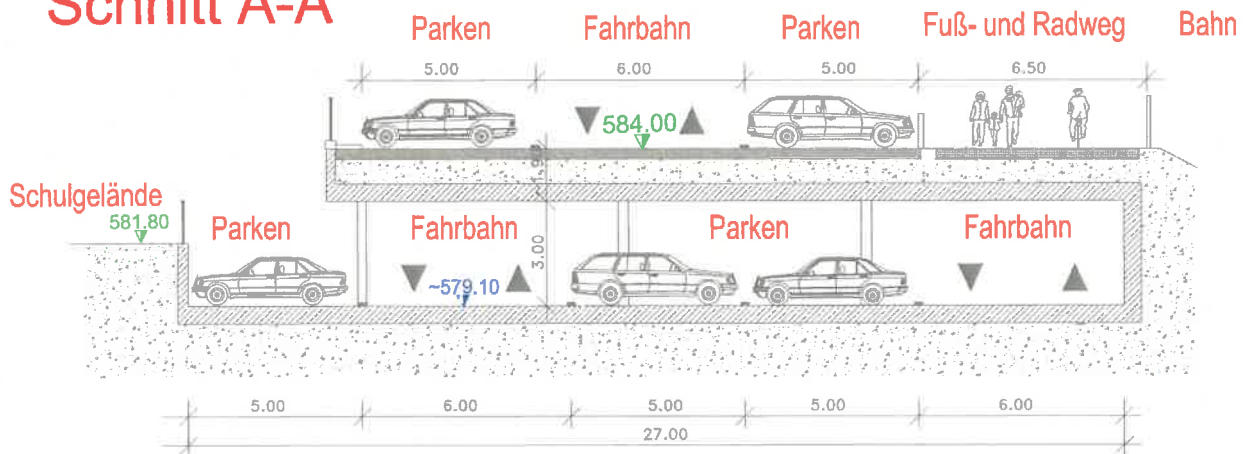 Schnitt A-A
Parken Fahrbahn Parken Fuß- und Radweg Bahn
5.00 6.00 5.00 6.50
584.00
Schulgelände
581.80
Parken Fahrbahn Parken Fahrbahn
3.00
~579.10
5.00 6.00 5.00 5.00 6.00
27.00